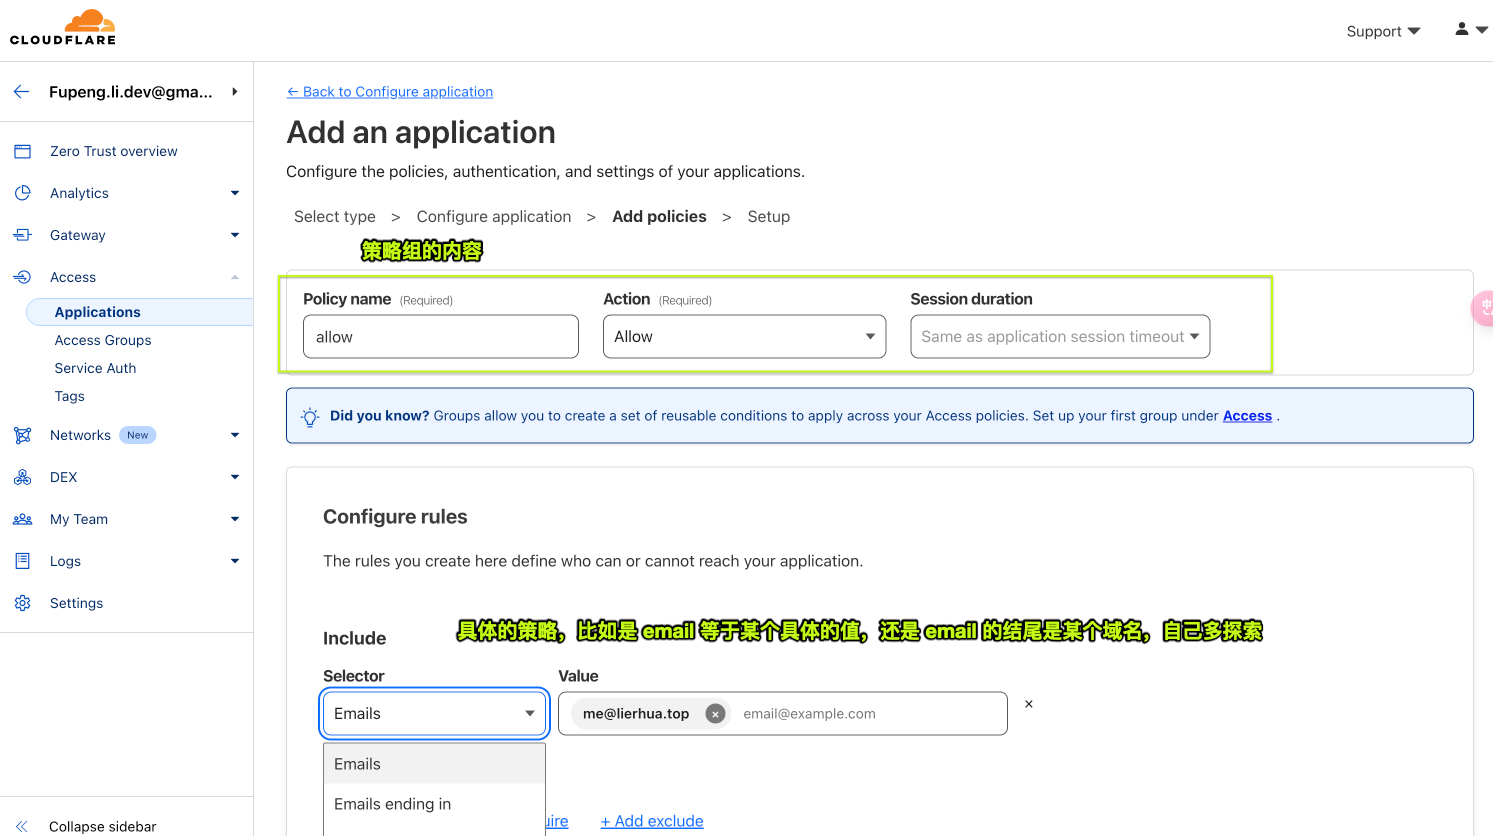 CLOUDFLARE
Support
Fupeng.li.dev@gma...
Zero Trust overview
Analytics
Gateway
Access
Applications
Access Groups
Service Auth
Tags
Networks New
DEX
My Team
Logs
Settings
Collapse sidebar
← Back to Configure application
Add an application
Configure the policies, authentication, and settings of your applications.
Select type > Configure application > Add policies > Setup
策略组的内容
Policy name (Required) Action (Required) Session duration
allow Allow Same as application session timeout
Did you know? Groups allow you to create a set of reusable conditions to apply across your Access policies. Set up your first group under Access .
Configure rules
The rules you create here define who can or cannot reach your application.
具体的策略，比如是 email 等于某个具体的值，还是 email 的结尾是某个域名，自己多探索
Include
Selector Value
Emails me@lierhua.top × email@example.com ×
Emails
Emails ending in
+ Add exclude